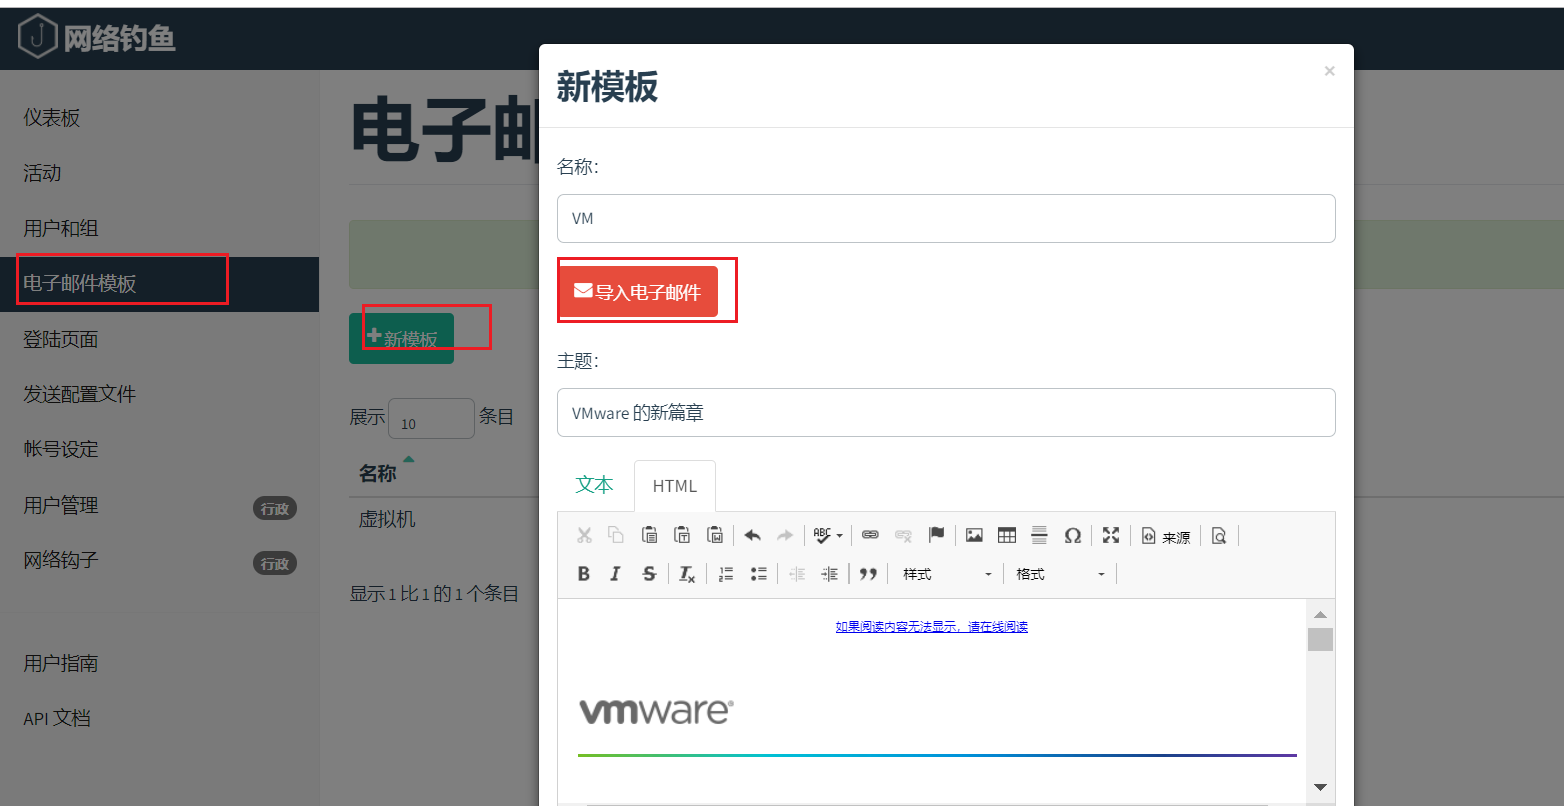 网络钓鱼
仪表板
活动
用户和组
电子邮件模板
登陆页面
发送配置文件
帐号设定
用户管理 行政
网络钩子 行政
用户指南
API 文档
电子邮
新模板
展示 10 条目
名称
虚拟机
显示 1 比 1 的 1 个条目
新模板
×
名称:
VM
导入电子邮件
主题:
VMware 的新篇章
文本 HTML
ABC 来源
B I S Tx 样式 格式
如果阅读内容无法显示，请在线阅读
vmware®